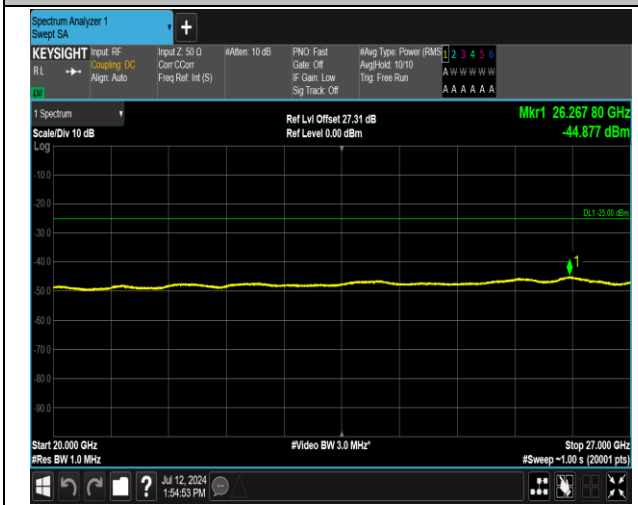 Spectrum Analyzer 1
Swept SA
+
KEYSIGHT Input: RF Input Z: 50 Ω #Atten: 10 dB PNO: Fast #Avg Type: Power (RMS 1 2 3 4 5 6
RL Coupling: DC Corr CCorr Gate: Off Avg|Hold: 10/10 A W W W W W
Align: Auto Freq Ref: Int (S) IF Gain: Low Trig: Free Run
Sig Track: Off A A A A A A
1 Spectrum
Ref Lvl Offset 27.31 dB Mkr1 26.267 80 GHz
Scale/Div 10 dB Ref Level 0.00 dBm -44.877 dBm
Log
-10.0
-20.0
DL1 -25.00 dBm
-30.0
-40.0
1
-50.0
-60.0
-70.0
-80.0
-90.0
Start 20.000 GHz #Video BW 3.0 MHz* Stop 27.000 GHz
#Res BW 1.0 MHz #Sweep ~1.00 s (20001 pts)
? Jul 12, 2024
1:54:53 PM